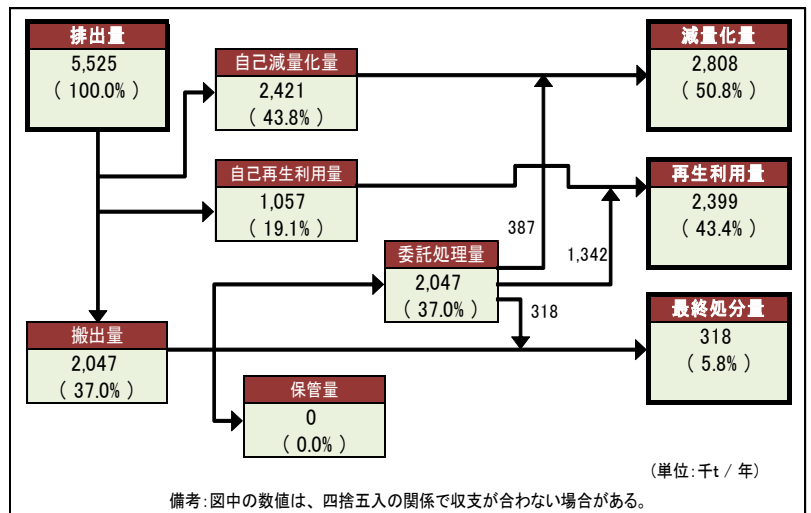 排出量
5,525
( 100.0% )
自己減量化量
2,421
( 43.8% )
減量化量
2,808
( 50.8% )
自己再生利用量
1,057
( 19.1% )
再生利用量
2,399
( 43.4% )
387
1,342
委託処理量
2,047
( 37.0% )
318
搬出量
2,047
( 37.0% )
最終処分量
318
( 5.8% )
保管量
0
( 0.0% )
(単位:千t / 年)
備考:図中の数値は、四捨五入の関係で収支が合わない場合がある。